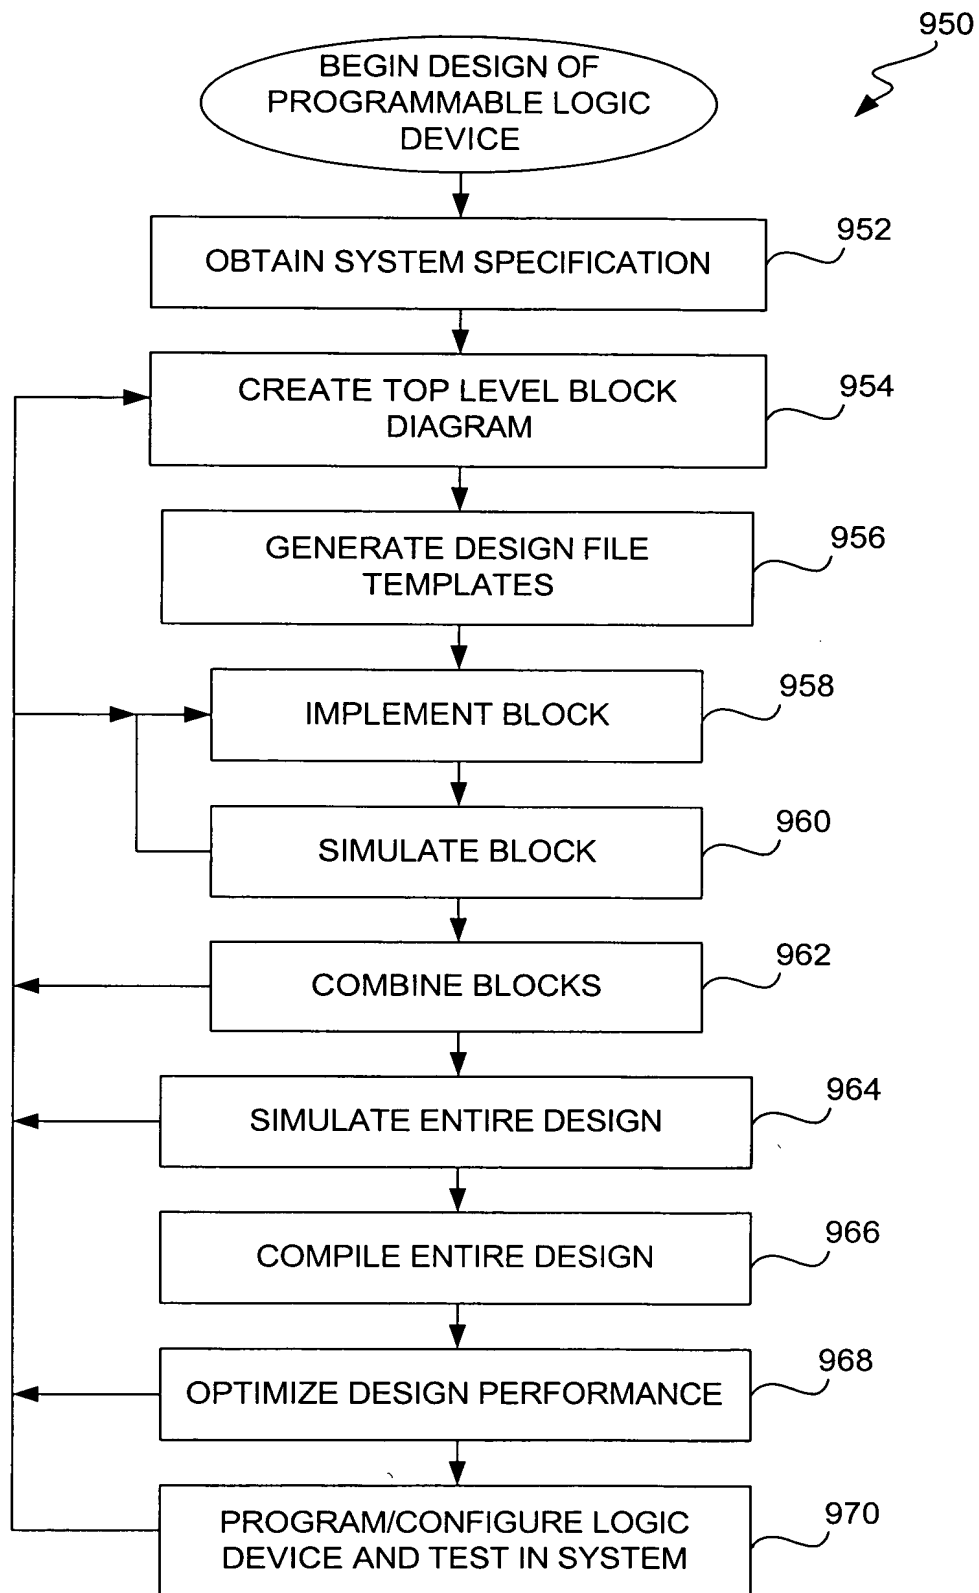 950
BEGIN DESIGN OF
PROGRAMMABLE LOGIC
DEVICE
OBTAIN SYSTEM SPECIFICATION
952
CREATE TOP LEVEL BLOCK
DIAGRAM
954
GENERATE DESIGN FILE
TEMPLATES
956
IMPLEMENT BLOCK
958
SIMULATE BLOCK
960
COMBINE BLOCKS
962
SIMULATE ENTIRE DESIGN
964
COMPILE ENTIRE DESIGN
966
OPTIMIZE DESIGN PERFORMANCE
968
PROGRAM/CONFIGURE LOGIC
DEVICE AND TEST IN SYSTEM
970